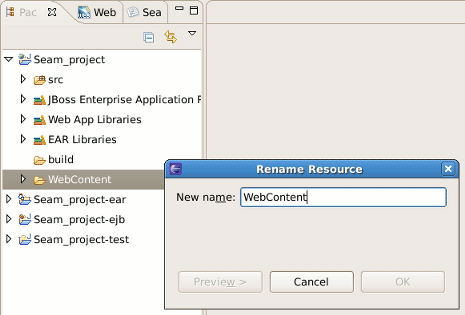 Pac Web Sea
Seam_project
src
JBoss Enterprise Application
Web App Libraries
EAR Libraries
build
WebContent
Seam_project-ear
Seam_project-ejb
Seam_project-test
Rename Resource
New name: WebContent
Preview > Cancel OK